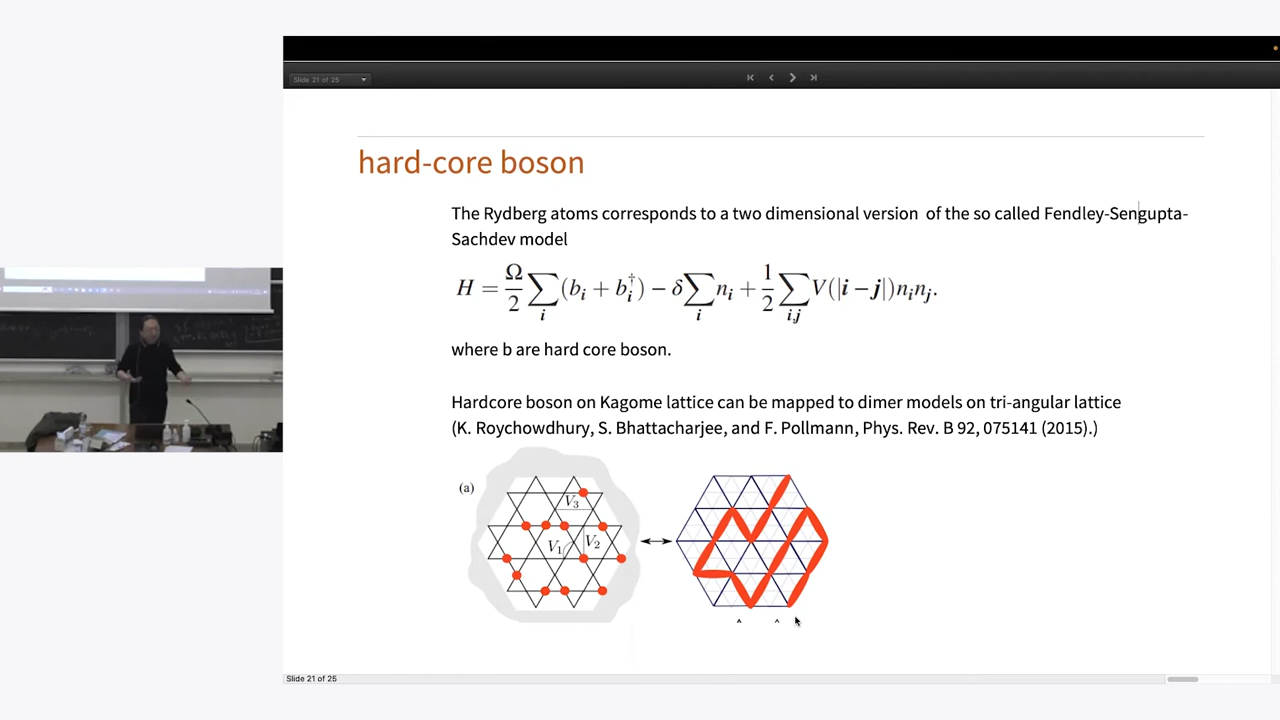 Slide 21 of 25
hard-core boson
The Rydberg atoms corresponds to a two dimensional version of the so called Fendley-Sengupta-
Sachdev model
H = Ω/2 ∑_i (b_i + b_i^†) − δ ∑_i n_i + 1/2 ∑_{i,j} V(|i − j|) n_i n_j.
where b are hard core boson.
Hardcore boson on Kagome lattice can be mapped to dimer models on tri-angular lattice
(K. Roychowdhury, S. Bhattacharjee, and F. Pollmann, Phys. Rev. B 92, 075141 (2015).)
(a)
V_3
V_1 V_2
Slide 21 of 25